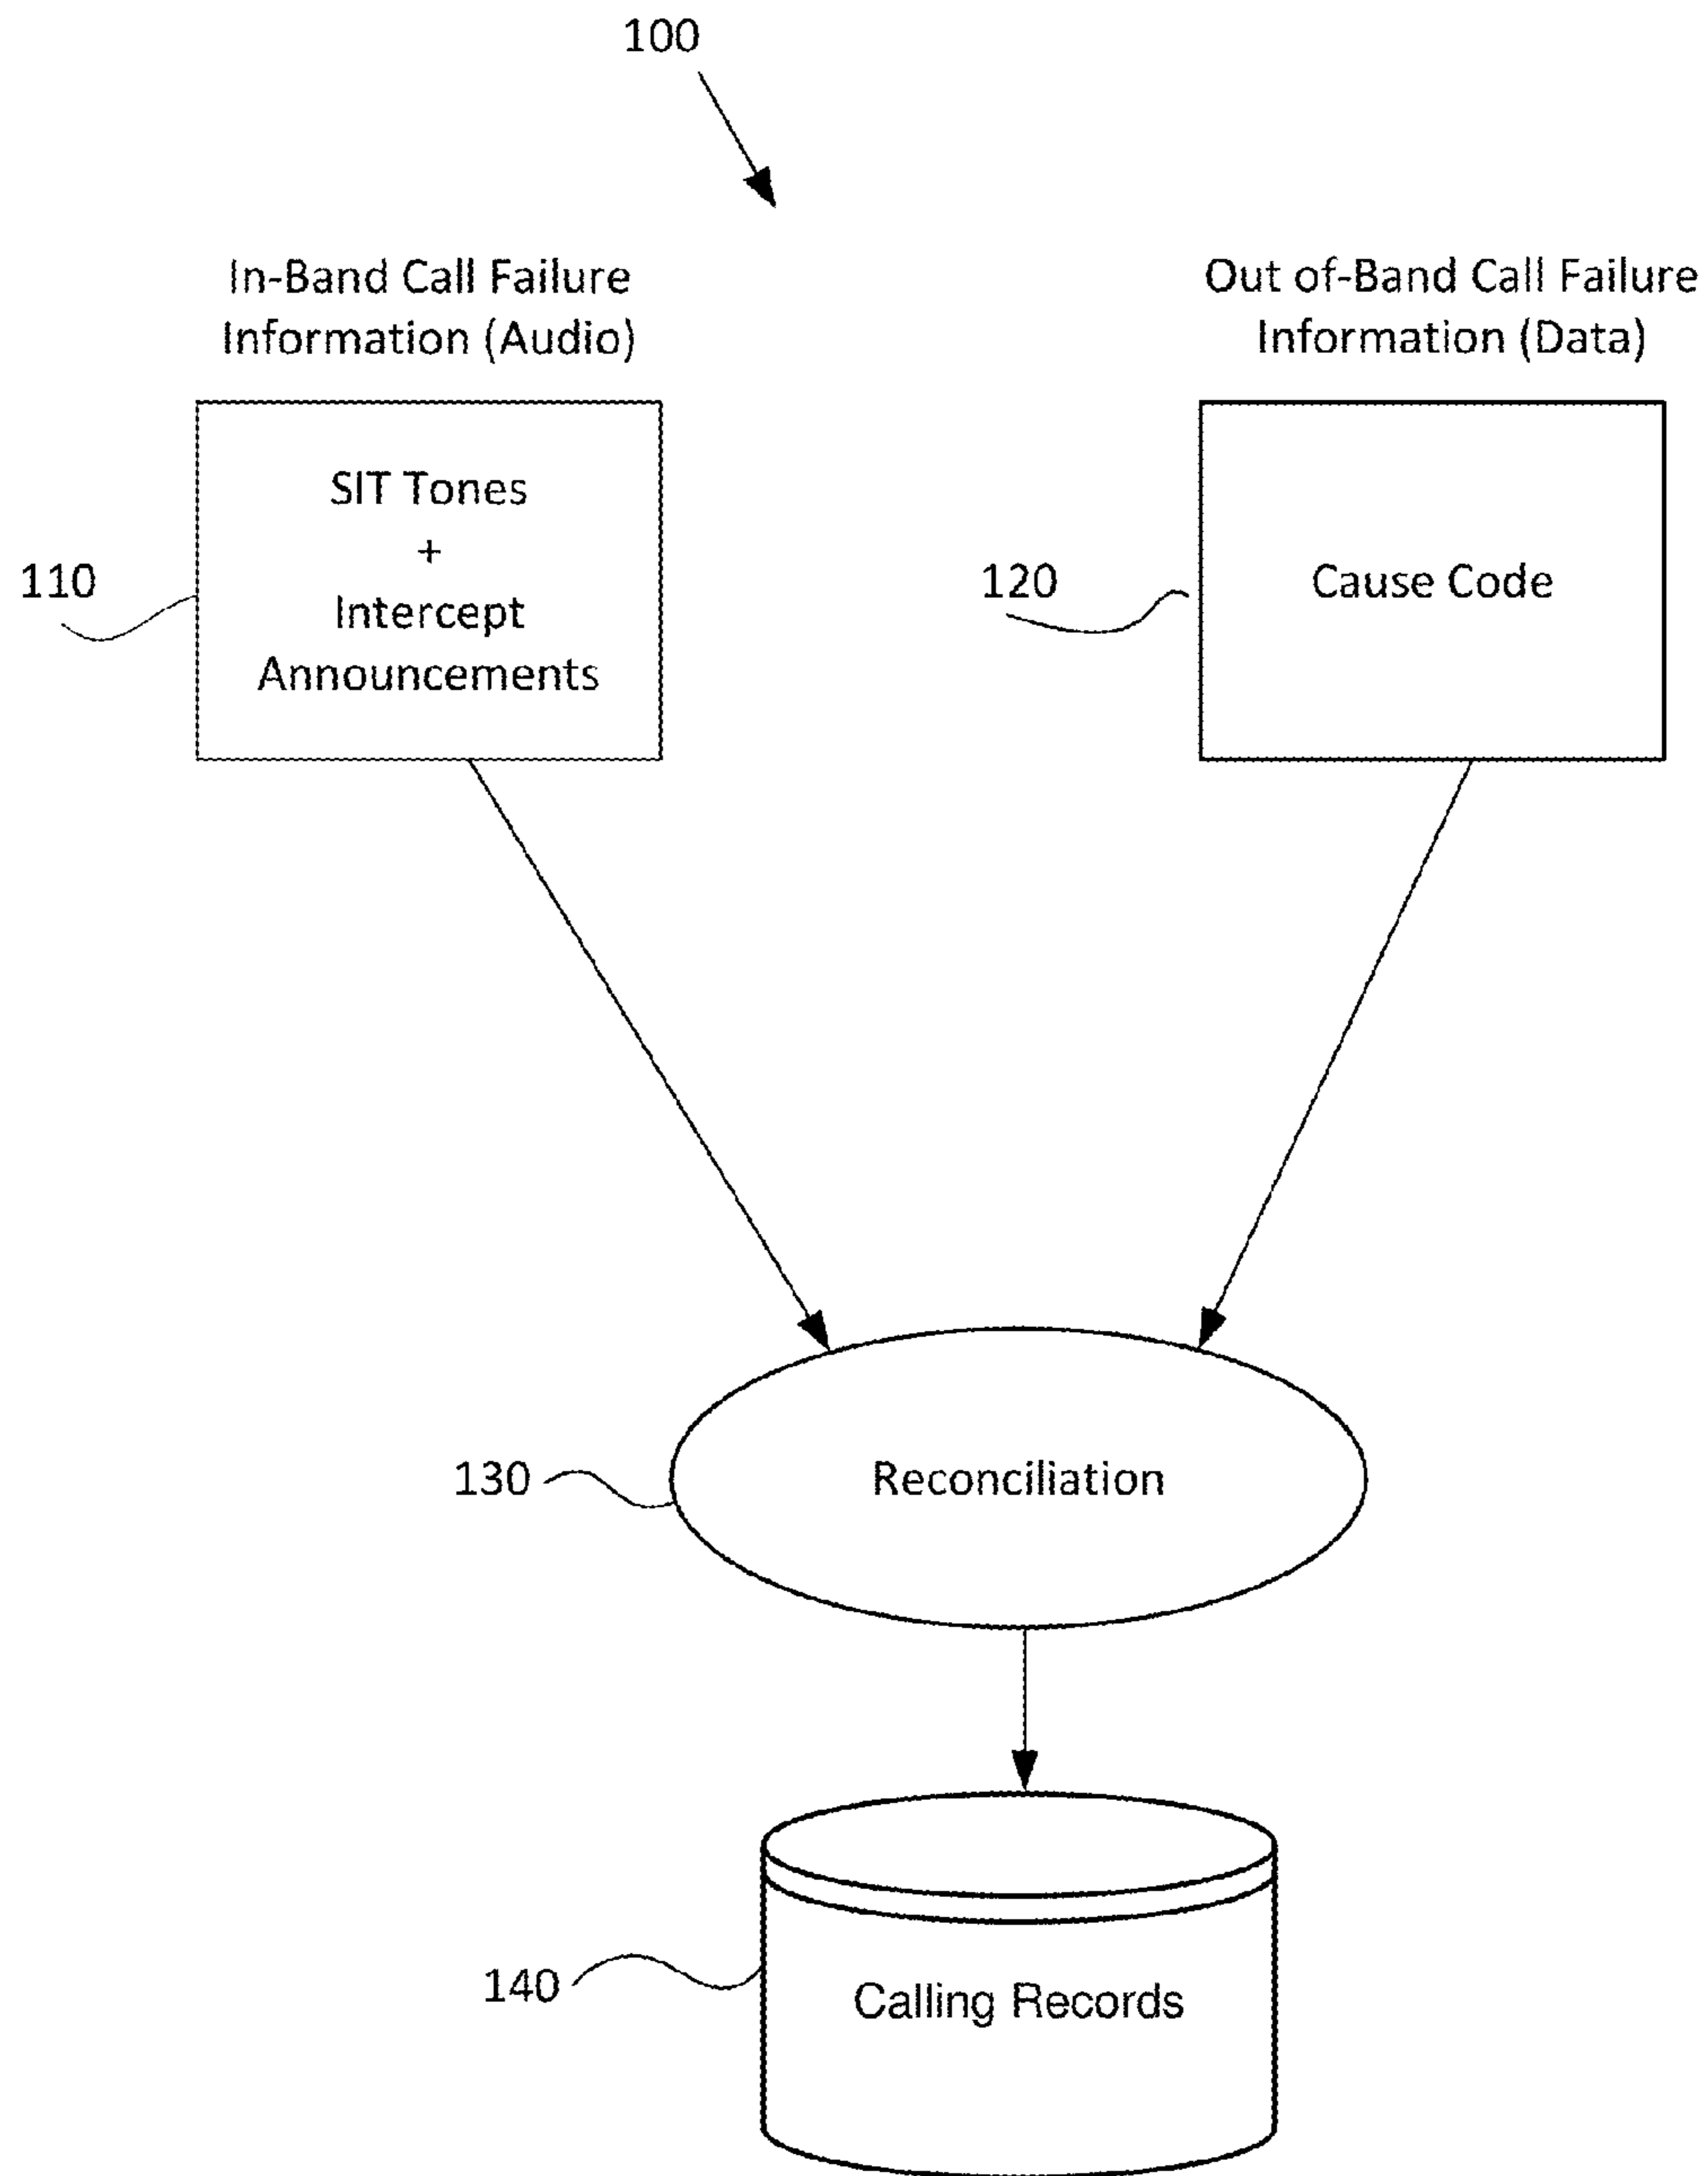 100
In-Band Call Failure
Information (Audio)
Out of-Band Call Failure
Information (Data)
SIT Tones
+
Intercept
Announcements
110
Cause Code
120
Reconciliation
130
Calling Records
140